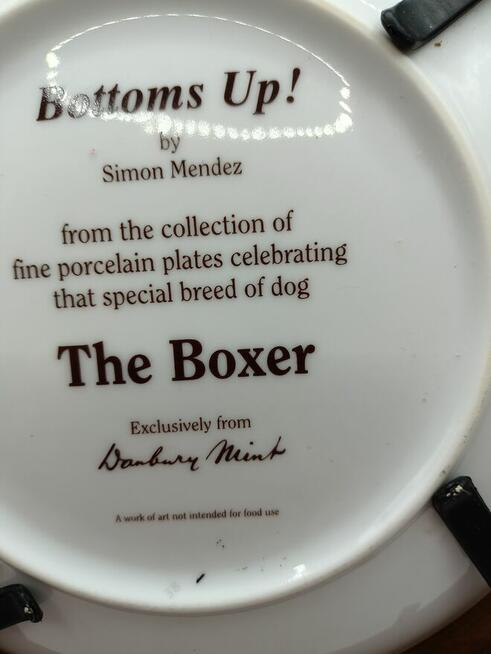 Bottoms Up!
by
Simon Mendez
from the collection of
fine porcelain plates celebrating
that special breed of dog
The Boxer
Exclusively from
Danbury Mint
A work of art not intended for food use